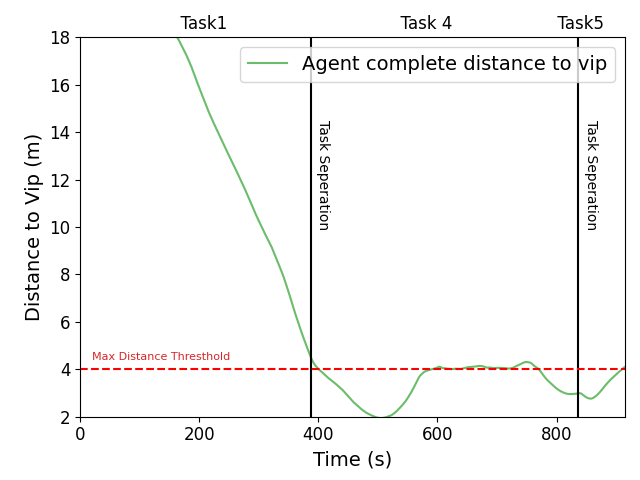 Task1 Task 4 Task5
Agent complete distance to vip
Distance to Vip (m)
18
16
14
12
10
8
6
4
2
Task Seperation
Task Seperation
Max Distance Thresthold
0 200 400 600 800
Time (s)